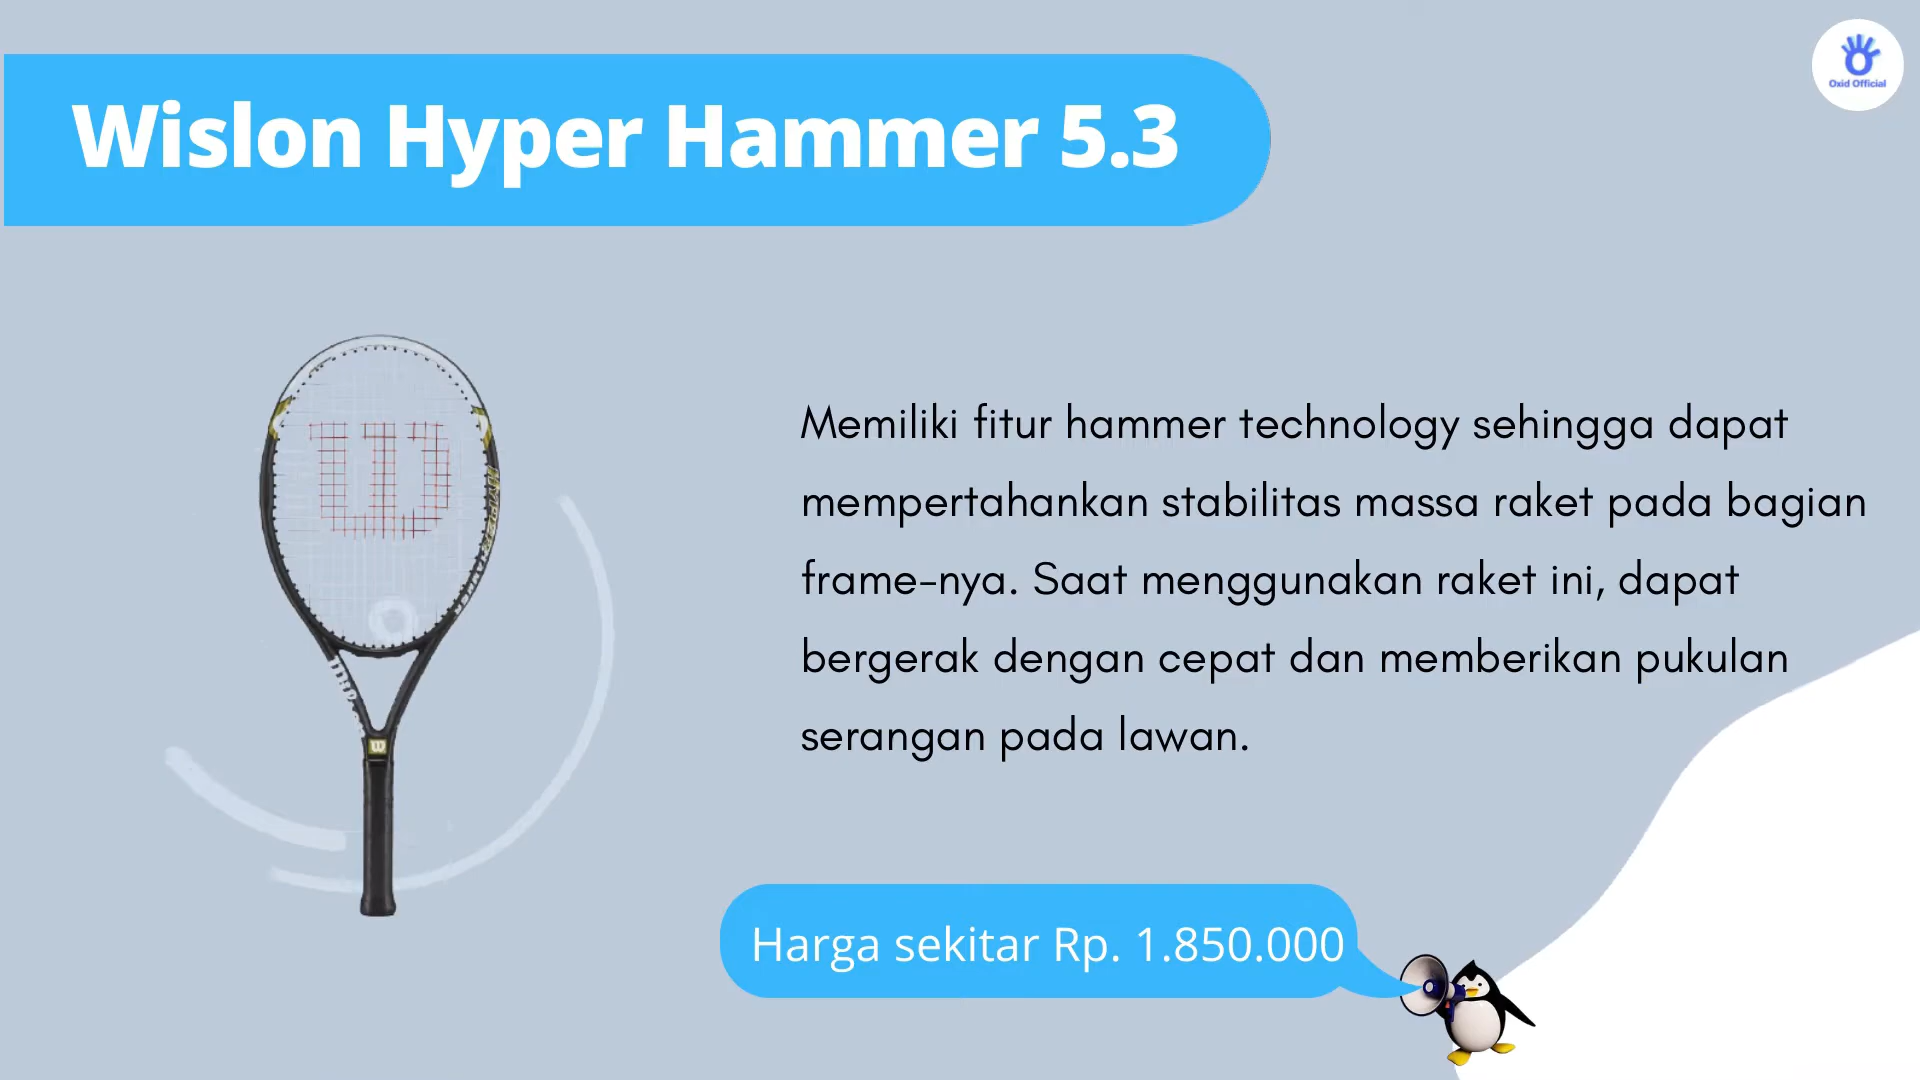 Oxid Official
Wislon Hyper Hammer 5.3
Memiliki fitur hammer technology sehingga dapat
mempertahankan stabilitas massa raket pada bagian
frame-nya. Saat menggunakan raket ini, dapat
bergerak dengan cepat dan memberikan pukulan
serangan pada lawan.
Harga sekitar Rp. 1.850.000